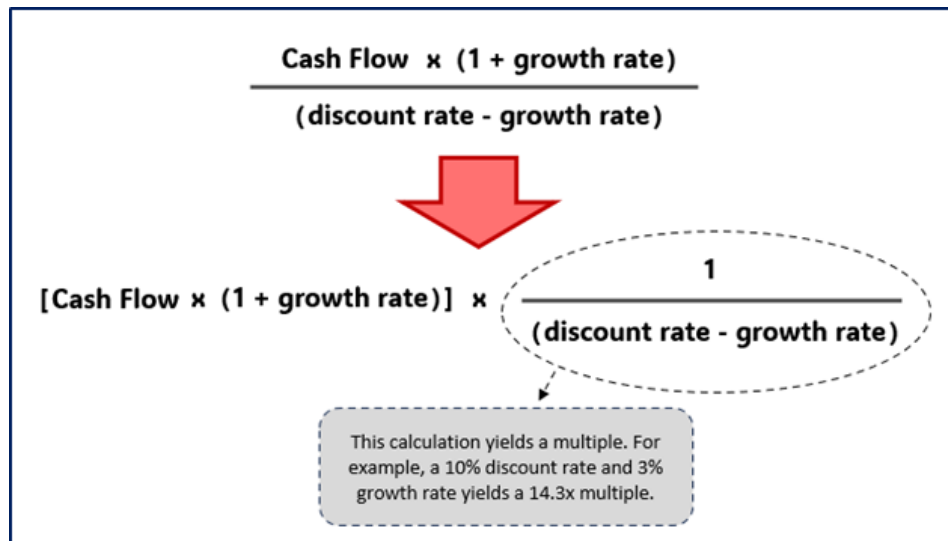 Cash Flow x (1 + growth rate)
(discount rate - growth rate)
[Cash Flow x (1 + growth rate)] x
1
(discount rate - growth rate)
This calculation yields a multiple. For
example, a 10% discount rate and 3%
growth rate yields a 14.3x multiple.